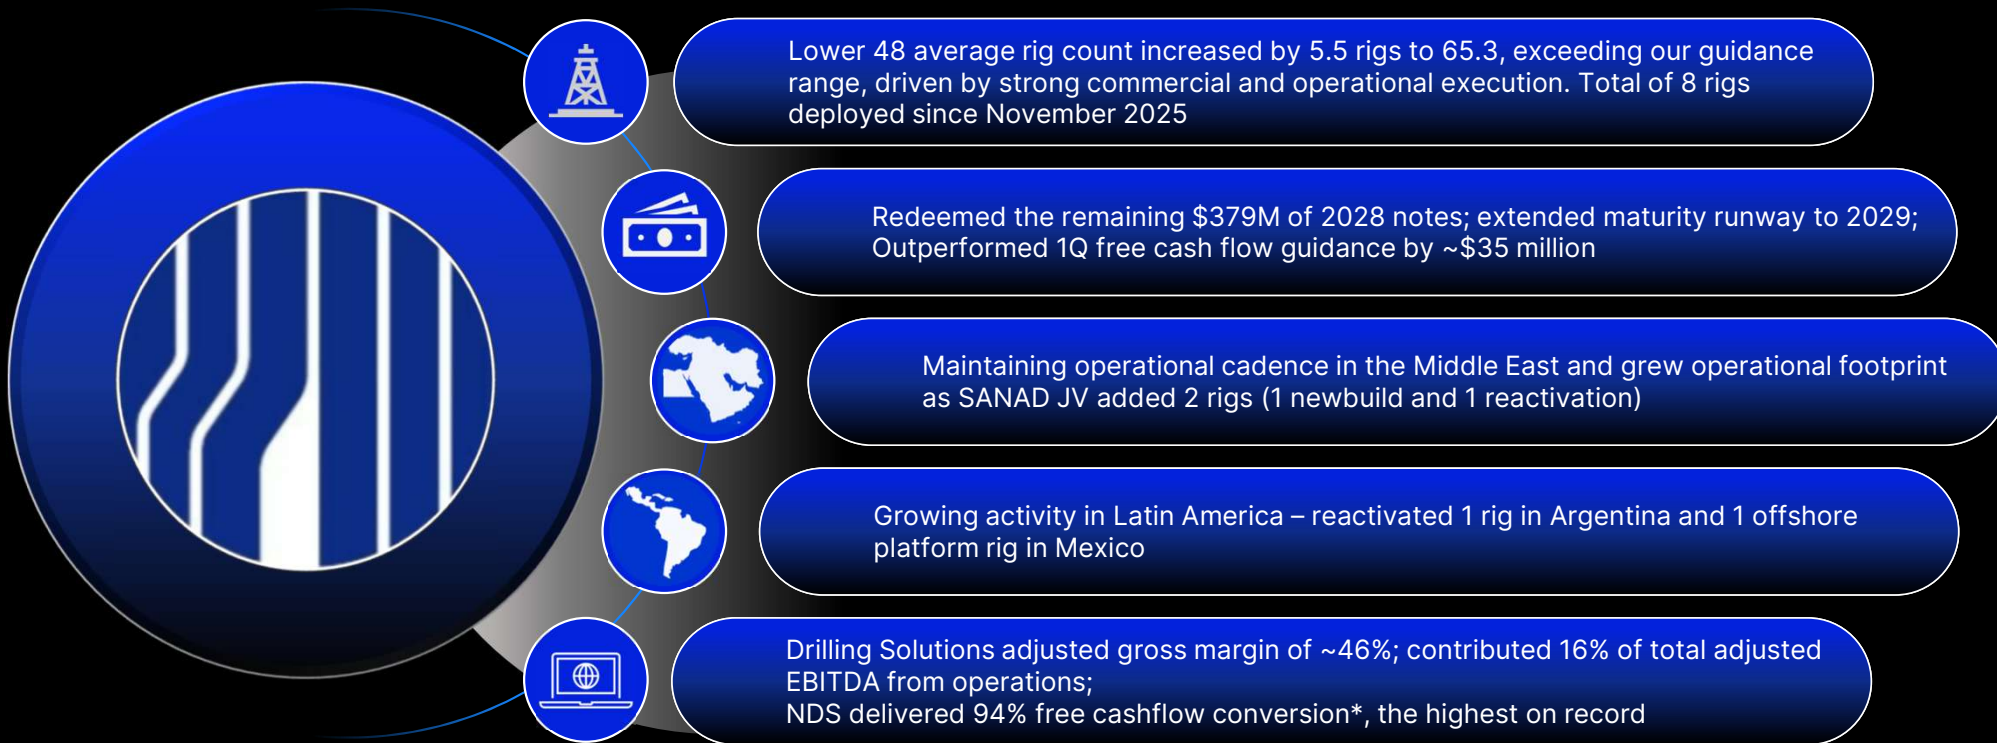 Lower 48 average rig count increased by 5.5 rigs to 65.3, exceeding our guidance
range, driven by strong commercial and operational execution. Total of 8 rigs
deployed since November 2025
Redeemed the remaining $379M of 2028 notes; extended maturity runway to 2029;
Outperformed 1Q free cash flow guidance by ~$35 million
Maintaining operational cadence in the Middle East and grew operational footprint
as SANAD JV added 2 rigs (1 newbuild and 1 reactivation)
Growing activity in Latin America – reactivated 1 rig in Argentina and 1 offshore
platform rig in Mexico
Drilling Solutions adjusted gross margin of ~46%; contributed 16% of total adjusted
EBITDA from operations;
NDS delivered 94% free cashflow conversion*, the highest on record